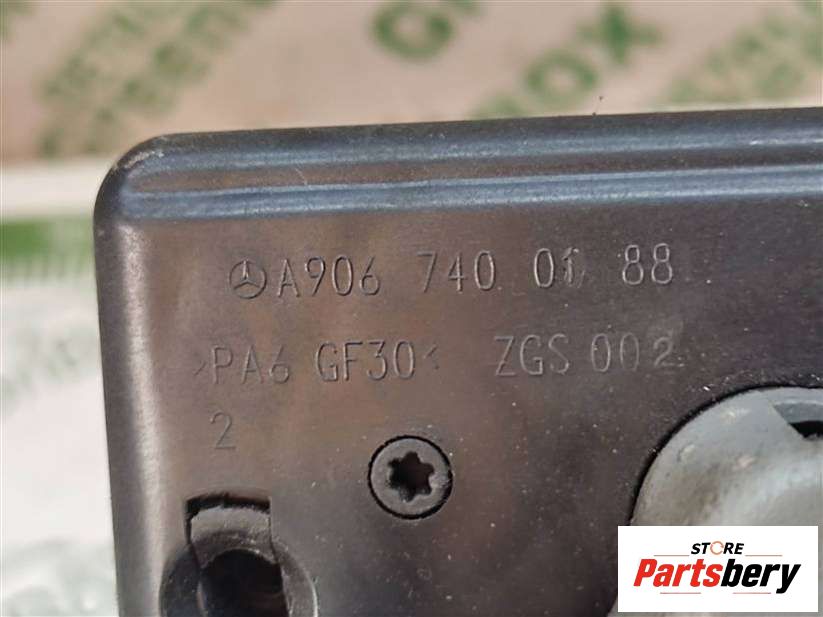 A906 740 01 88
>PA6 GF30< ZGS 002
2
STORE
Partsbery